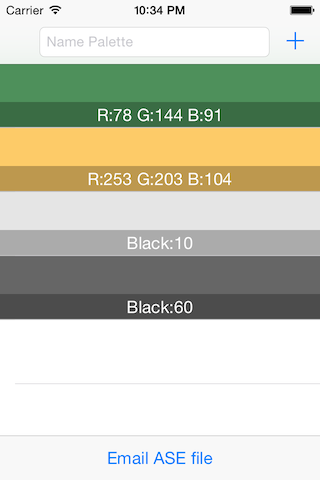 Carrier 10:34 PM
Name Palette +
R:78 G:144 B:91
R:253 G:203 B:104
Black:10
Black:60
Email ASE file